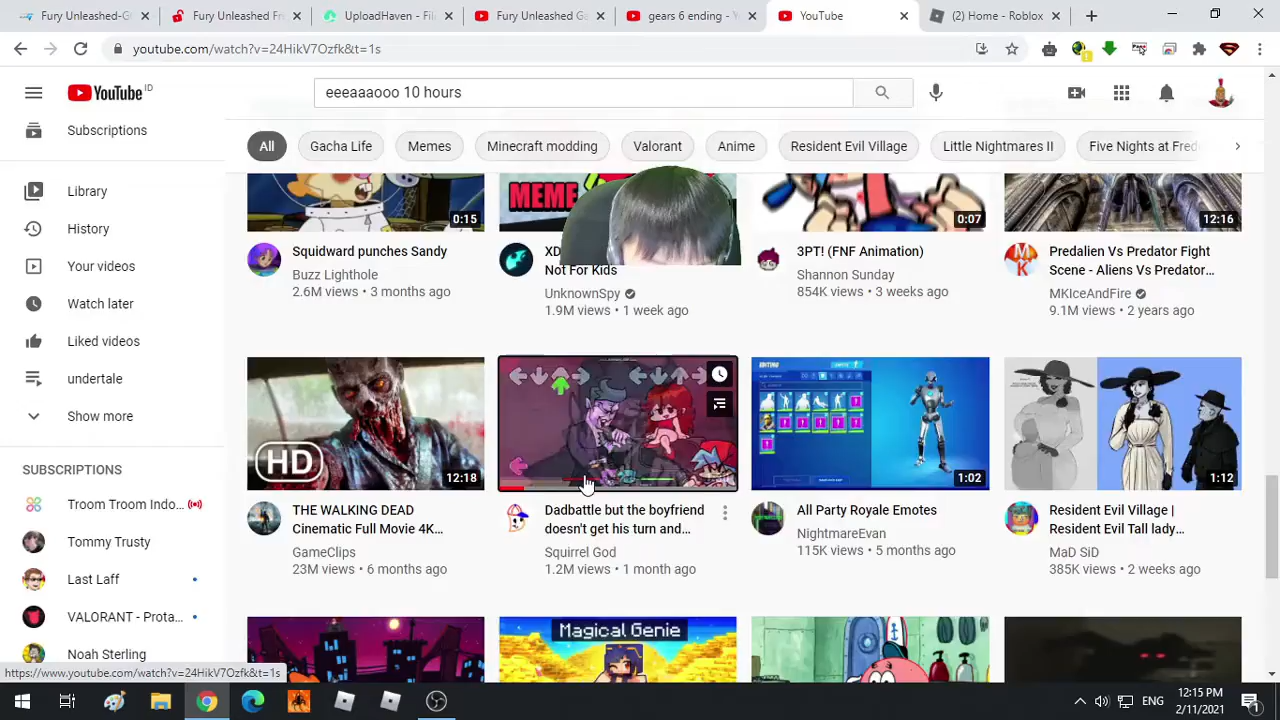 Fury Unleashed-G
Fury Unleashed Fr
UploadHaven - Fil
Fury Unleashed Ga
gears 6 ending - Y
YouTube
(2) Home - Roblox
youtube.com/watch?v=24HikV7Ozfk&t=1s
YouTube ID
eeeaaaooo 10 hours
Subscriptions
Library
History
Your videos
Watch later
Liked videos
undertale
Show more
SUBSCRIPTIONS
Troom Troom Indo...
Tommy Trusty
Last Laff
VALORANT - Prota...
Noah Sterling
All
Gacha Life
Memes
Minecraft modding
Valorant
Anime
Resident Evil Village
Little Nightmares II
Five Nights at Fred
0:15
Squidward punches Sandy
Buzz Lighthole
2.6M views • 3 months ago
MEME
XD
Not For Kids
UnknownSpy
1.9M views • 1 week ago
0:07
3PT! (FNF Animation)
Shannon Sunday
854K views • 3 weeks ago
12:16
MK
Predalien Vs Predator Fight
Scene - Aliens Vs Predator...
MKIceAndFire
9.1M views • 2 years ago
HD
12:18
THE WALKING DEAD
Cinematic Full Movie 4K...
GameClips
23M views • 6 months ago
Dadbattle but the boyfriend
doesn't get his turn and...
Squirrel God
1.2M views • 1 month ago
1:02
All Party Royale Emotes
NightmareEvan
115K views • 5 months ago
1:12
Resident Evil Village |
Resident Evil Tall lady...
MaD SiD
385K views • 2 weeks ago
Magical Genie
https://www.youtube.com/watch?v=24HikV7Ozfk&t=1s
ENG
12:15 PM
2/11/2021
1